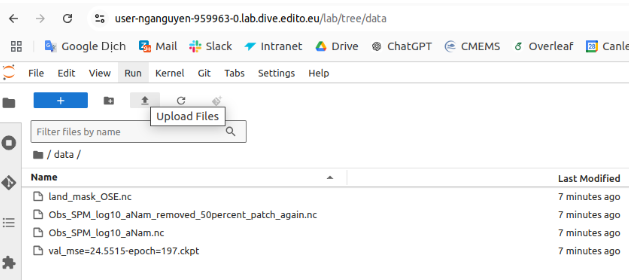 user-nganguyen-959963-0.lab.dive.edito.eu/lab/tree/data
Google Dịch Mail Slack Intranet Drive ChatGPT CMEMS Overleaf Canle
File Edit View Run Kernel Git Tabs Settings Help
Upload Files
Filter files by name
/ data /
Name Last Modified
land_mask_OSE.nc 7 minutes ago
Obs_SPM_log10_aNam_removed_50percent_patch_again.nc 7 minutes ago
Obs_SPM_log10_aNam.nc 7 minutes ago
val_mse=24.5515-epoch=197.ckpt 7 minutes ago